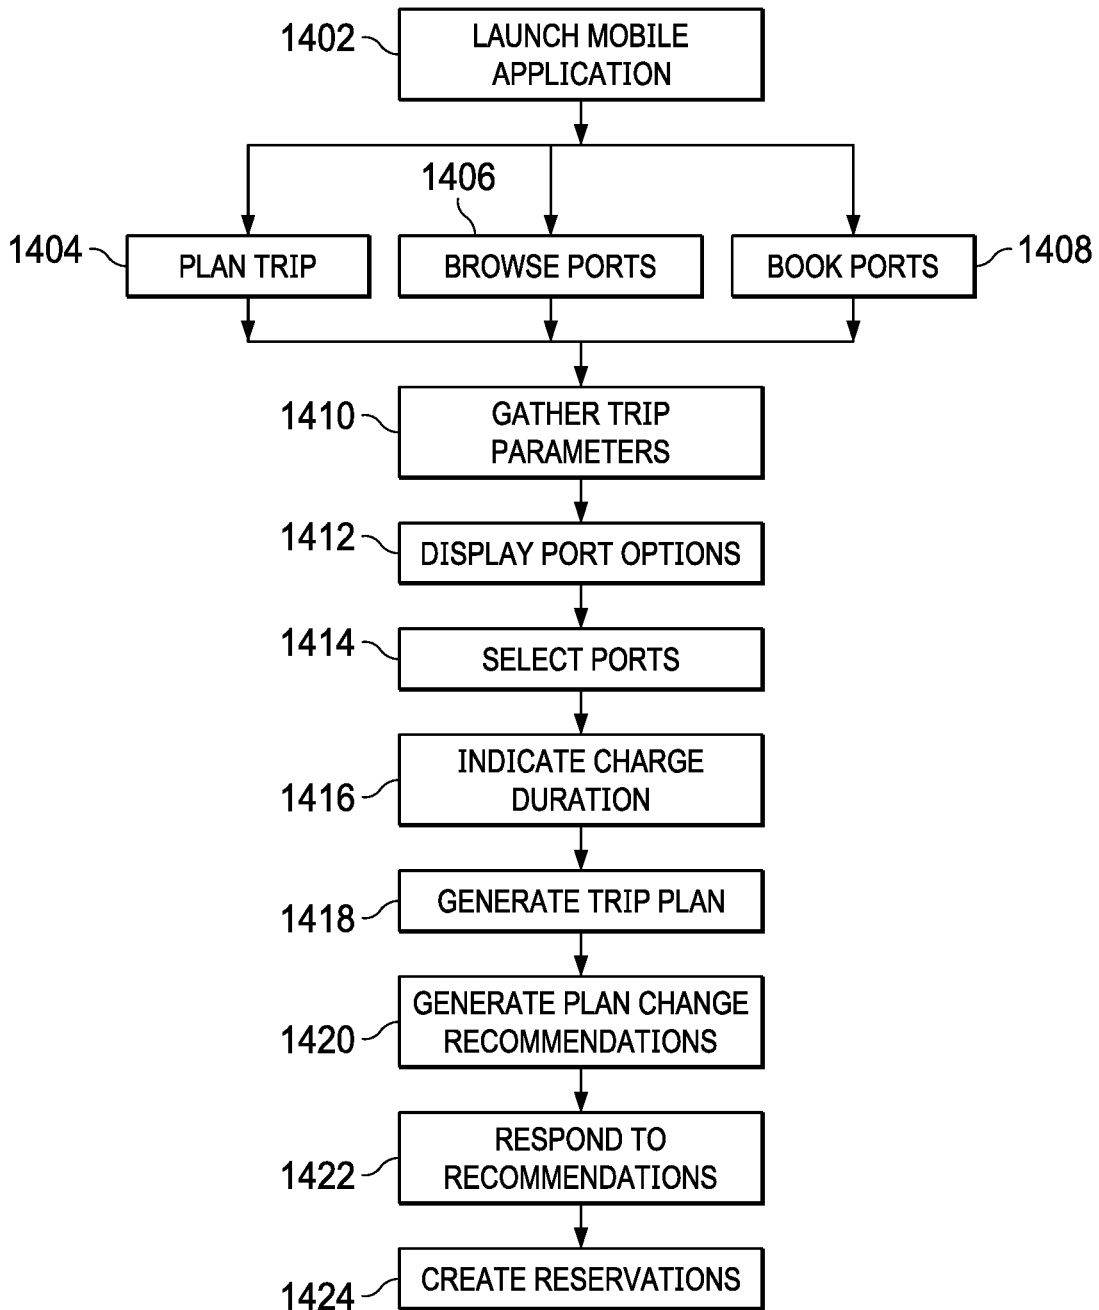 1402
LAUNCH MOBILE
APPLICATION
1406
1404
PLAN TRIP
BROWSE PORTS
BOOK PORTS
1408
1410
GATHER TRIP
PARAMETERS
1412
DISPLAY PORT OPTIONS
1414
SELECT PORTS
1416
INDICATE CHARGE
DURATION
1418
GENERATE TRIP PLAN
1420
GENERATE PLAN CHANGE
RECOMMENDATIONS
1422
RESPOND TO
RECOMMENDATIONS
1424
CREATE RESERVATIONS